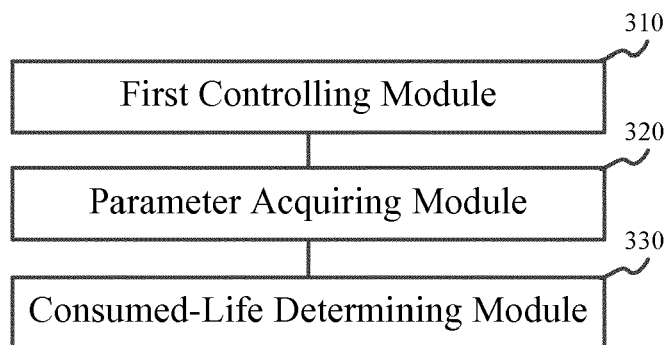 310
First Controlling Module
320
Parameter Acquiring Module
330
Consumed-Life Determining Module